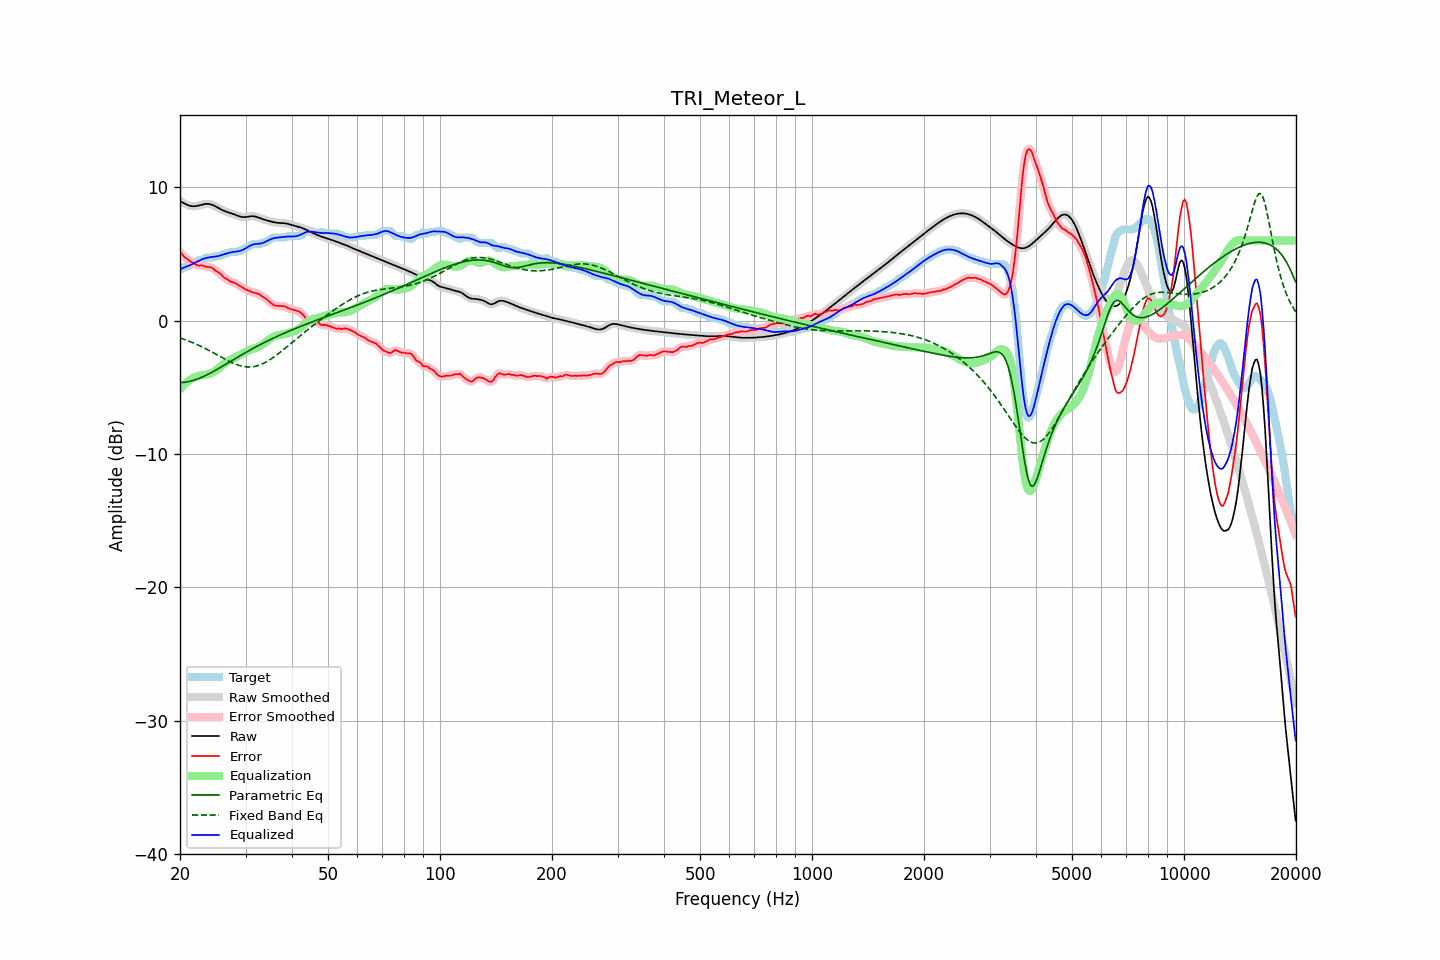 TRI_Meteor_L
Amplitude (dBr)
10
0
−10
−20
−30
−40
Target
Raw Smoothed
Error Smoothed
Raw
Error
Equalization
Parametric Eq
Fixed Band Eq
Equalized
20 50 100 200 500 1000 2000 5000 10000 20000
Frequency (Hz)